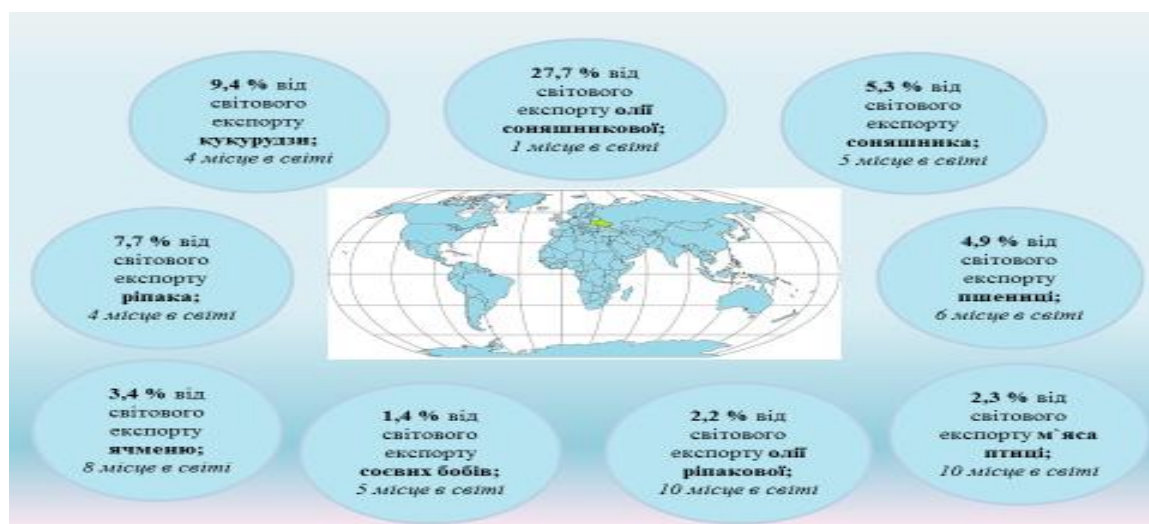 9,4 % від
світового
експорту
кукурудзи;
4 місце в світі
27,7 % від
світового
експорту олії
соняшникової;
1 місце в світі
5,3 % від
світового
експорту
соняшника;
5 місце в світі
7,7 % від
світового
експорту
ріпака;
4 місце в світі
4,9 % від
світового
експорту
пшениці;
6 місце в світі
3,4 % від
світового
експорту
ячменю;
8 місце в світі
1,4 % від
світового
експорту
соєвих бобів;
5 місце в світі
2,2 % від
світового
експорту олії
ріпакової;
10 місце в світі
2,3 % від
світового
експорту м`яса
птиці;
10 місце в світі